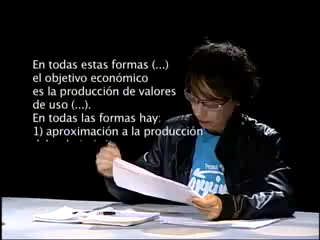 En todas estas formas (...)
el objetivo económico
es la producción de valores
de uso (...).
En todas las formas hay:
1) aproximación a la producción